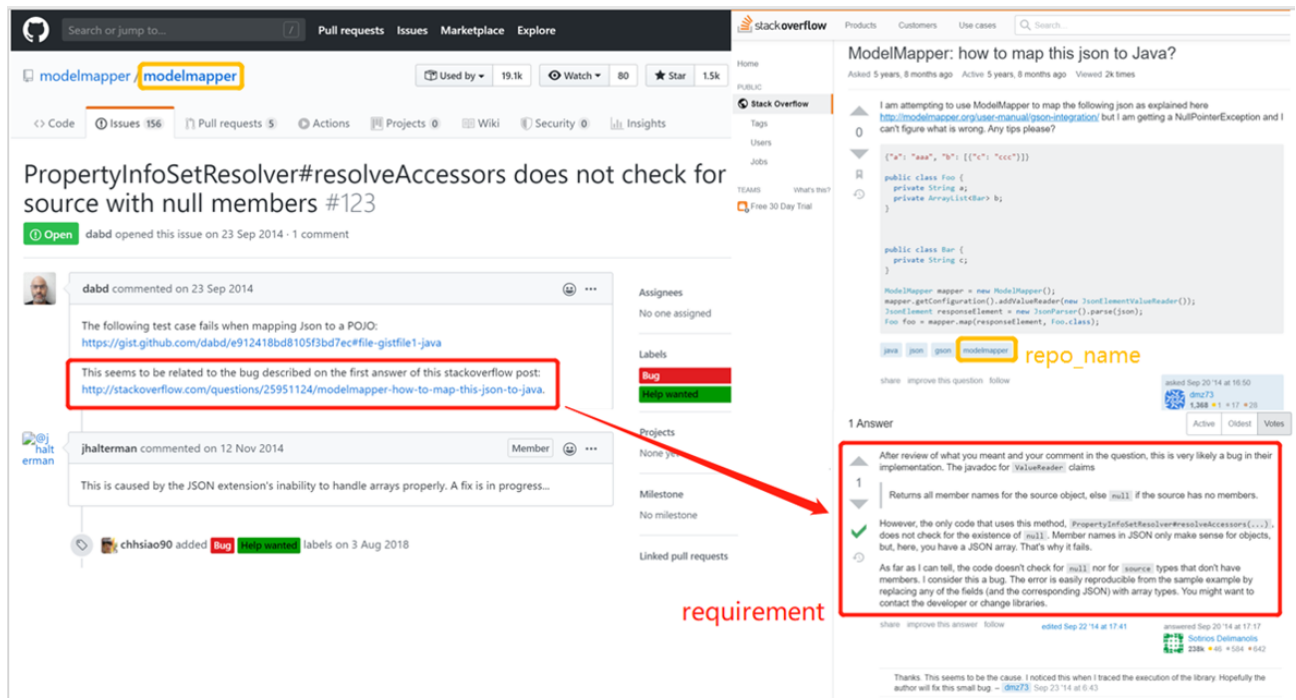 Search or jump to...
/
Pull requests Issues Marketplace Explore
modelmapper / modelmapper
Used by 19.1k
Watch 80
Star 1.5k
Code
Issues 156
Pull requests 5
Actions
Projects 0
Wiki
Security 0
Insights
PropertyInfoSetResolver#resolveAccessors does not check for
source with null members #123
Open dabd opened this issue on 23 Sep 2014 · 1 comment
dabd commented on 23 Sep 2014
The following test case fails when mapping Json to a POJO:
https://gist.github.com/dabd/e912418bd8105f3bd7ec#file-gistfile1-java
This seems to be related to the bug described on the first answer of this stackoverflow post:
http://stackoverflow.com/questions/25951124/modelmapper-how-to-map-this-json-to-java.
@j
halt
erman
jhalterman commented on 12 Nov 2014
Member
This is caused by the JSON extension's inability to handle arrays properly. A fix is in progress...
chhsiao90 added Bug Help wanted labels on 3 Aug 2018
Assignees
No one assigned
Labels
Bug
Help wanted
Projects
None yet
Milestone
No milestone
Linked pull requests
requirement
stackoverflow
Products Customers Use cases
Search...
Home
PUBLIC
Stack Overflow
Tags
Users
Jobs
TEAMS What's this?
Free 30 Day Trial
ModelMapper: how to map this json to Java?
Asked 5 years, 8 months ago Active 5 years, 8 months ago Viewed 2k times
0
I am attempting to use ModelMapper to map the following json as explained here
http://modelmapper.org/user-manual/gson-integration/ but I am getting a NullPointerException and I
can't figure what is wrong. Any tips please?
{"a": "aaa", "b": [{"c": "ccc"}]}
public class Foo {
private String a;
private ArrayList<Bar> b;
}
public class Bar {
private String c;
}
ModelMapper mapper = new ModelMapper();
mapper.getConfiguration().addValueReader(new JsonElementValueReader());
JsonElement responseElement = new JsonParser().parse(json);
Foo foo = mapper.map(responseElement, Foo.class);
java json gson modelmapper
repo_name
share improve this question follow
asked Sep 20 '14 at 16:50
dmz73
1,368 1 17 28
1 Answer
Active Oldest Votes
1
After review of what you meant and your comment in the question, this is very likely a bug in their
implementation. The javadoc for ValueReader claims
Returns all member names for the source object, else null if the source has no members.
However, the only code that uses this method, PropertyInfoSetResolver#resolveAccessors(...),
does not check for the existence of null. Member names in JSON only make sense for objects,
but, here, you have a JSON array. That's why it fails.
As far as I can tell, the code doesn't check for null nor for source types that don't have
members. I consider this a bug. The error is easily reproducible from the sample example by
replacing any of the fields (and the corresponding JSON) with array types. You might want to
contact the developer or change libraries.
share improve this answer follow
edited Sep 22 '14 at 17:41
answered Sep 20 '14 at 17:17
Sotirios Delimanolis
238k 46 584 642
Thanks. This seems to be the cause. I noticed this when I traced the execution of the library. Hopefully the
author will fix this small bug. – dmz73 Sep 23 '14 at 6:43